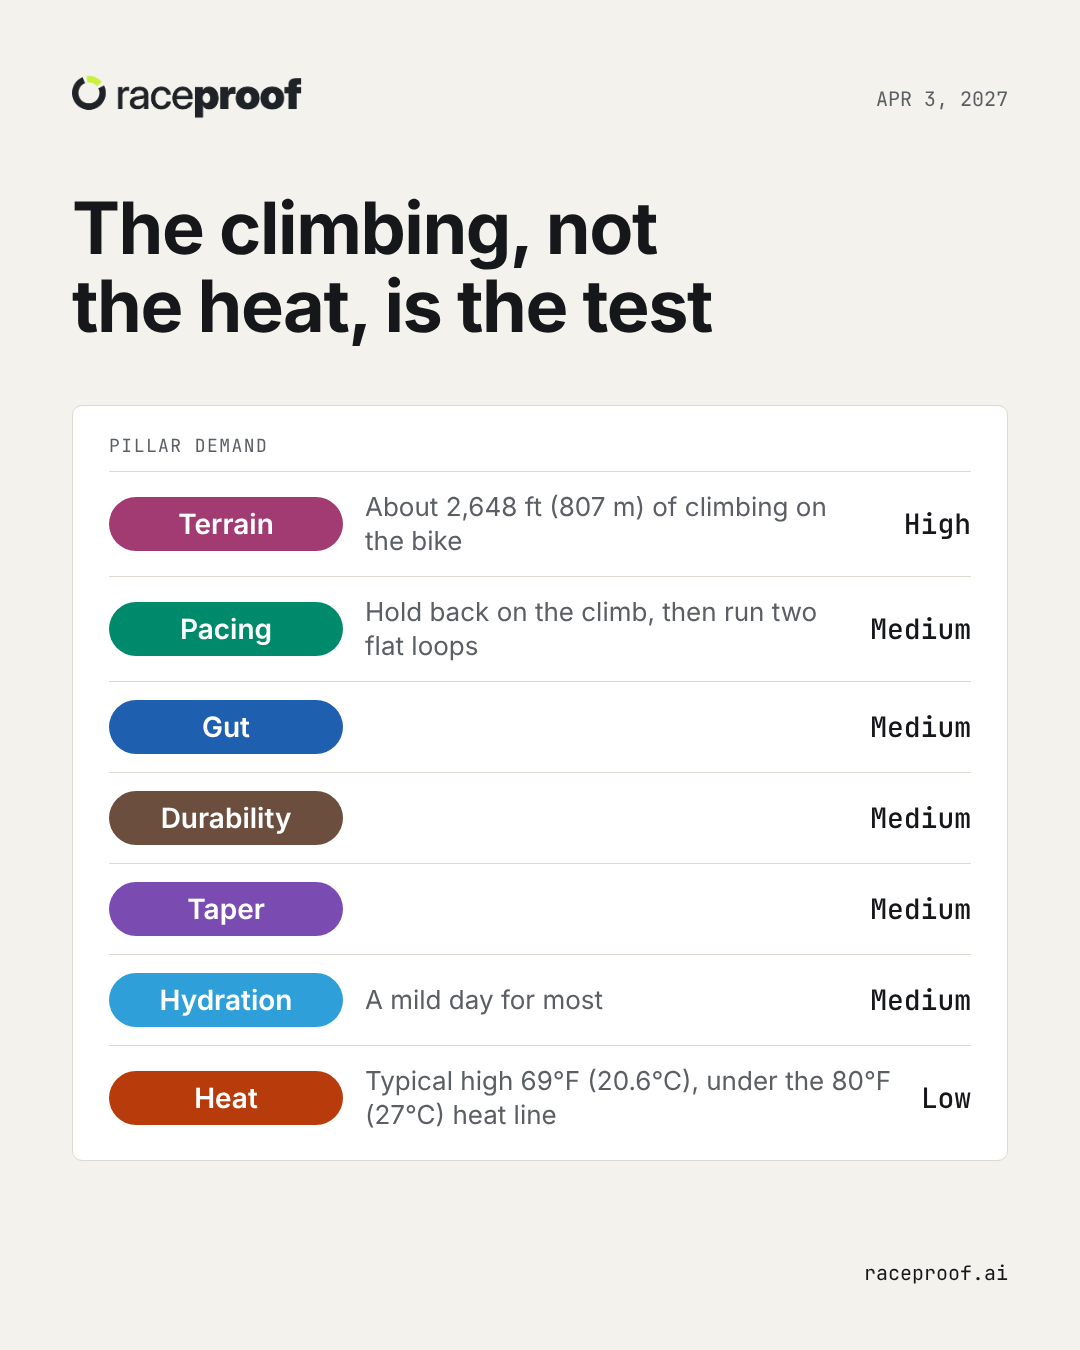 raceproof
APR 3, 2027
The climbing, not
the heat, is the test
PILLAR DEMAND
Terrain
About 2,648 ft (807 m) of climbing on
the bike
High
Pacing
Hold back on the climb, then run two
flat loops
Medium
Gut
Medium
Durability
Medium
Taper
Medium
Hydration
A mild day for most
Medium
Heat
Typical high 69°F (20.6°C), under the 80°F
(27°C) heat line
Low
raceproof.ai